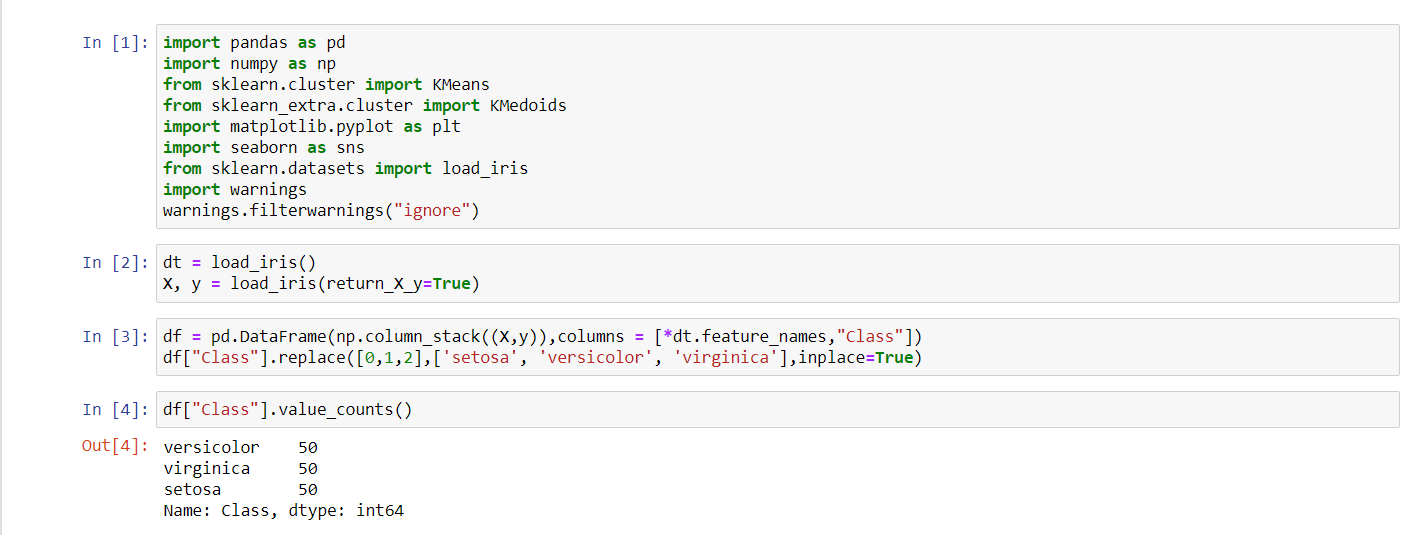 In [1]: import pandas as pd
import numpy as np
from sklearn.cluster import KMeans
from sklearn_extra.cluster import KMedoids
import matplotlib.pyplot as plt
import seaborn as sns
from sklearn.datasets import load_iris
import warnings
warnings.filterwarnings("ignore")
In [2]: dt = load_iris()
X, y = load_iris(return_X_y=True)
In [3]: df = pd.DataFrame(np.column_stack((X,y)),columns = [*dt.feature_names,"Class"])
df["Class"].replace([0,1,2],['setosa', 'versicolor', 'virginica'],inplace=True)
In [4]: df["Class"].value_counts()
Out[4]: versicolor    50
virginica     50
setosa        50
Name: Class, dtype: int64